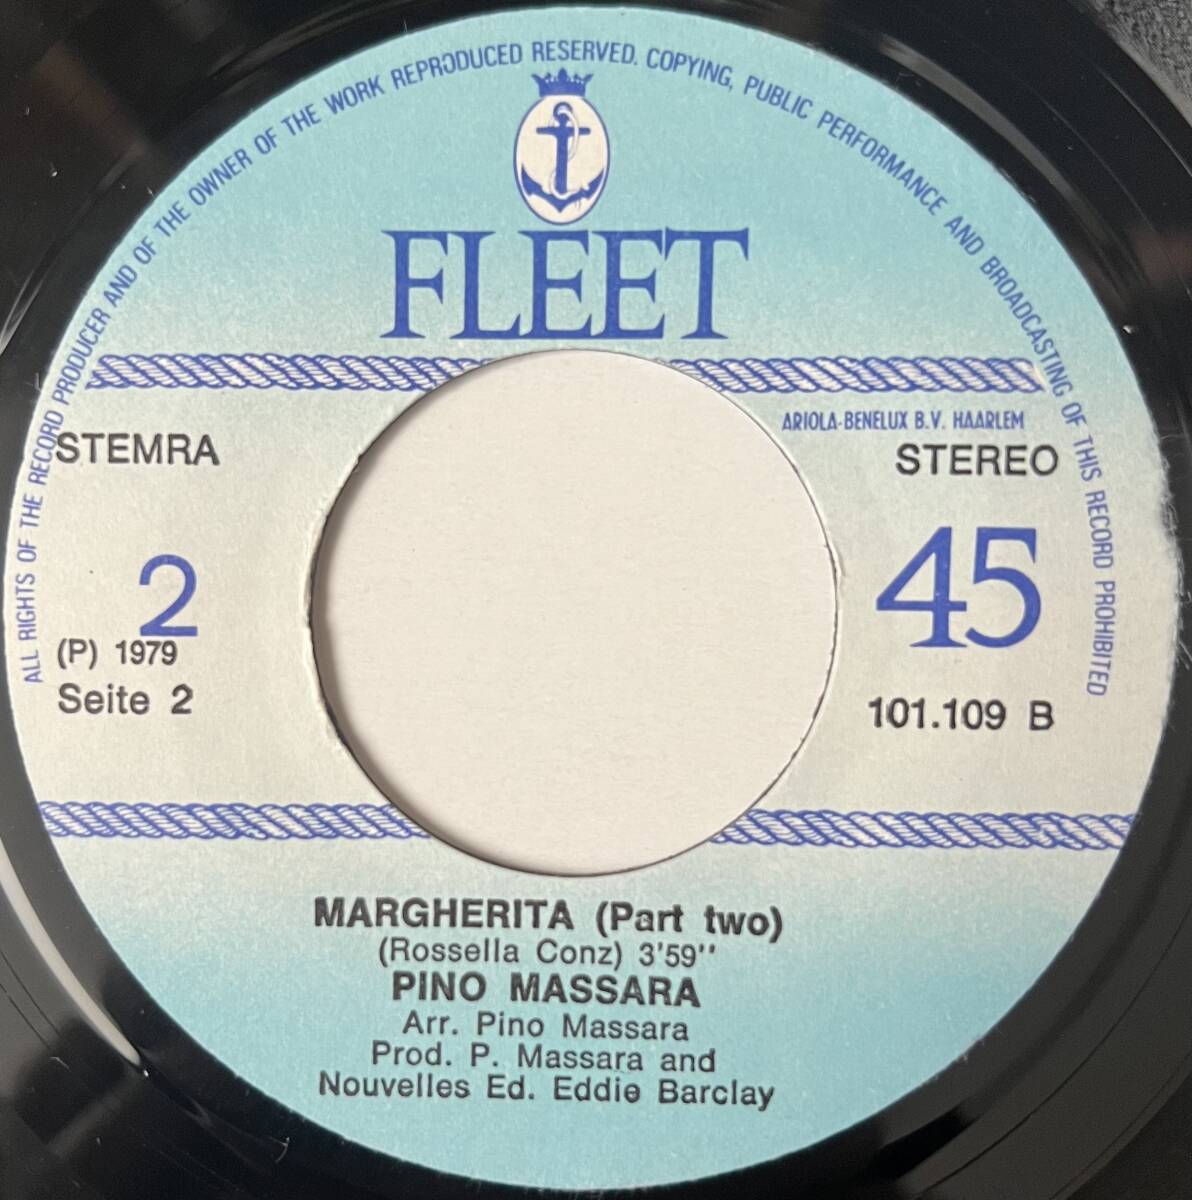 ALL RIGHTS OF THE RECORD PRODUCER AND OF THE OWNER OF THE WORK REPRODUCED RESERVED. COPYING, PUBLIC PERFORMANCE AND BROADCASTING OF THIS RECORD PROHIBITED
FLEET
ARIOLA-BENELUX B.V. HAARLEM
STEMRA
STEREO
2
45
(P) 1979
Seite 2
101.109 B
MARGHERITA (Part two)
(Rossella Conz) 3'59''
PINO MASSARA
Arr. Pino Massara
Prod. P. Massara and
Nouvelles Ed. Eddie Barclay